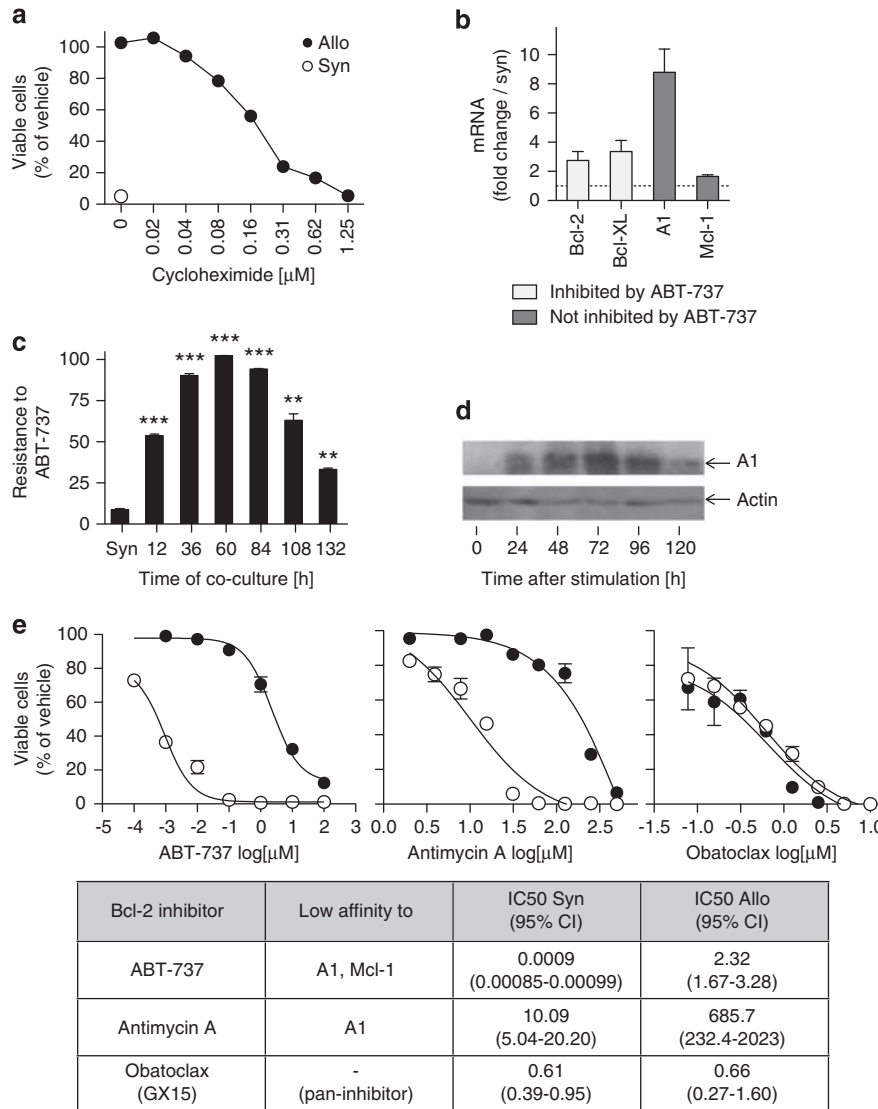 a
Viable cells
(% of vehicle)
100
80
60
40
20
0
Allo
Syn
0
0.02
0.04
0.08
0.16
0.31
0.62
1.25
Cycloheximide [μM]
b
mRNA
(fold change / syn)
10
8
6
4
2
0
Bcl-2
Bcl-XL
A1
Mcl-1
Inhibited by ABT-737
Not inhibited by ABT-737
c
Resistance to
ABT-737
100
75
50
25
0
***
***
***
***
**
**
Syn 12 36 60 84 108 132
Time of co-culture [h]
d
A1
Actin
0 24 48 72 96 120
Time after stimulation [h]
e
Viable cells
(% of vehicle)
100
80
60
40
20
0
-5 -4 -3 -2 -1 0 1 2 3
ABT-737 log[μM]
0.0 0.5 1.0 1.5 2.0 2.5
Antimycin A log[μM]
-1.5 -1.0 -0.5 0.0 0.5 1.0
Obatoclax log[μM]
Bcl-2 inhibitor Low affinity to IC50 Syn (95% CI) IC50 Allo (95% CI)
ABT-737 A1, Mcl-1 0.0009 (0.00085-0.00099) 2.32 (1.67-3.28)
Antimycin A A1 10.09 (5.04-20.20) 685.7 (232.4-2023)
Obatoclax (GX15) - (pan-inhibitor) 0.61 (0.39-0.95) 0.66 (0.27-1.60)